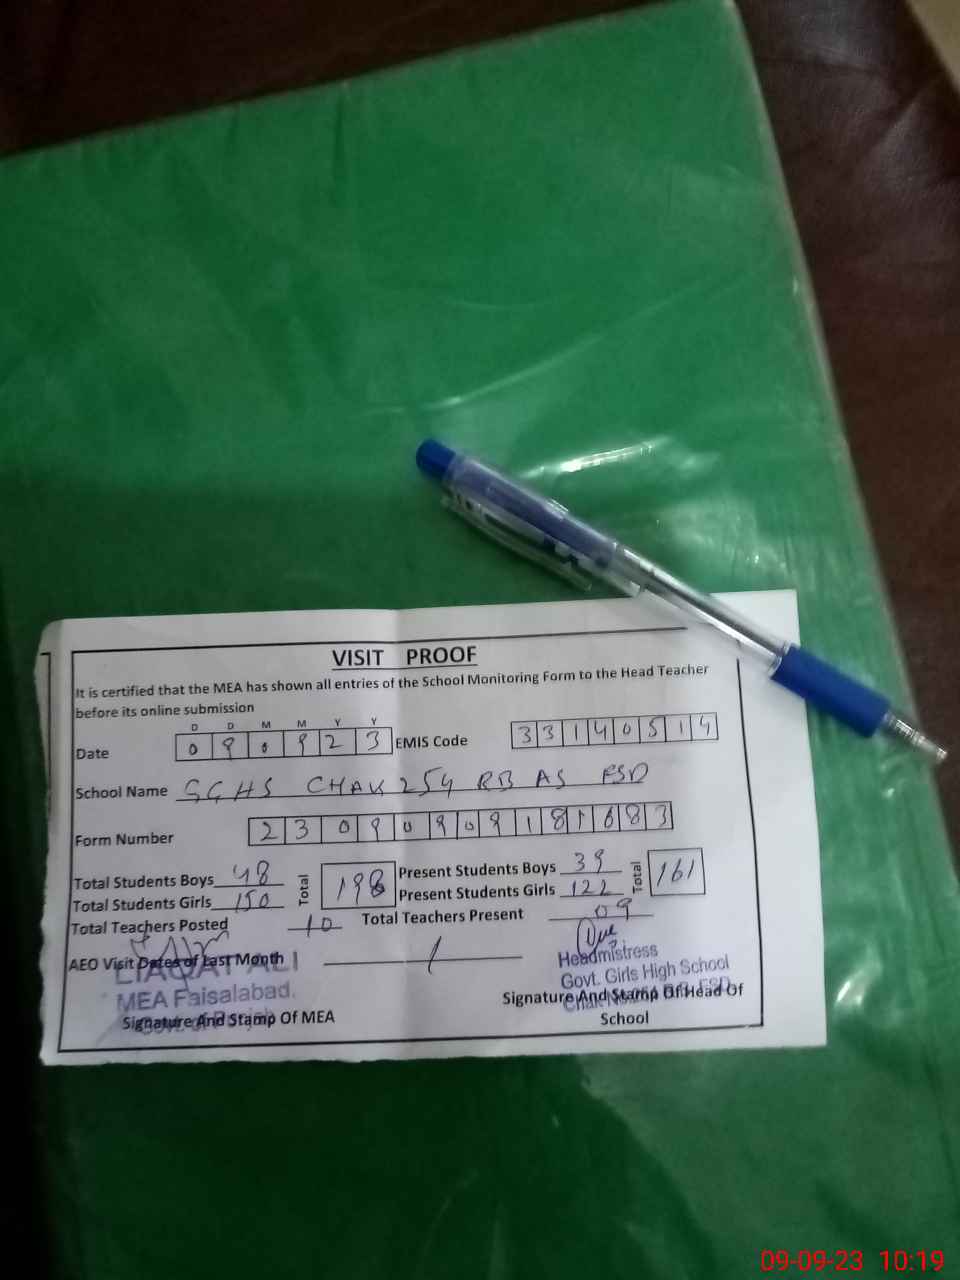 VISIT PROOF
It is certified that the MEA has shown all entries of the School Monitoring Form to the Head Teacher
before its online submission
D D M M Y Y
Date 0 9 0 9 2 3 EMIS Code 3 3 1 4 0 5 1 4
School Name GGHS CHAK 254 RB AS FSD
Form Number 2 3 0 9 0 9 0 9 1 8 1 6 8 3
Total Students Boys 48 Total 198 Present Students Boys 39 Total 161
Total Students Girls 150 Present Students Girls 122
Total Teachers Posted 10 Total Teachers Present 09
AEO Visit Dates of Last Month
LIAQAT ALI
MEA Faisalabad.
Signature And Stamp Of MEA
Headmistress
Govt. Girls High School
Signature And Stamp Of Head Of
School
09-09-23 10:19